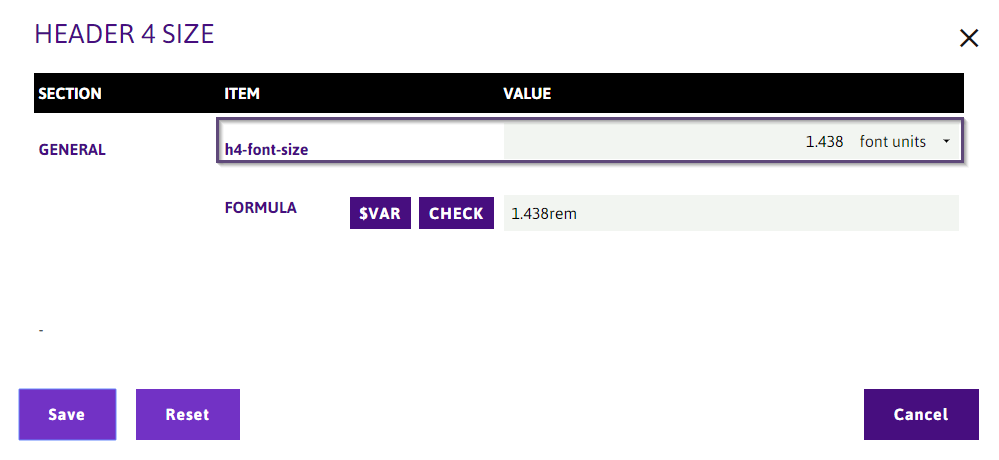 HEADER 4 SIZE
SECTION ITEM VALUE
GENERAL h4-font-size 1.438 font units
FORMULA $VAR CHECK 1.438rem
-
Save Reset Cancel